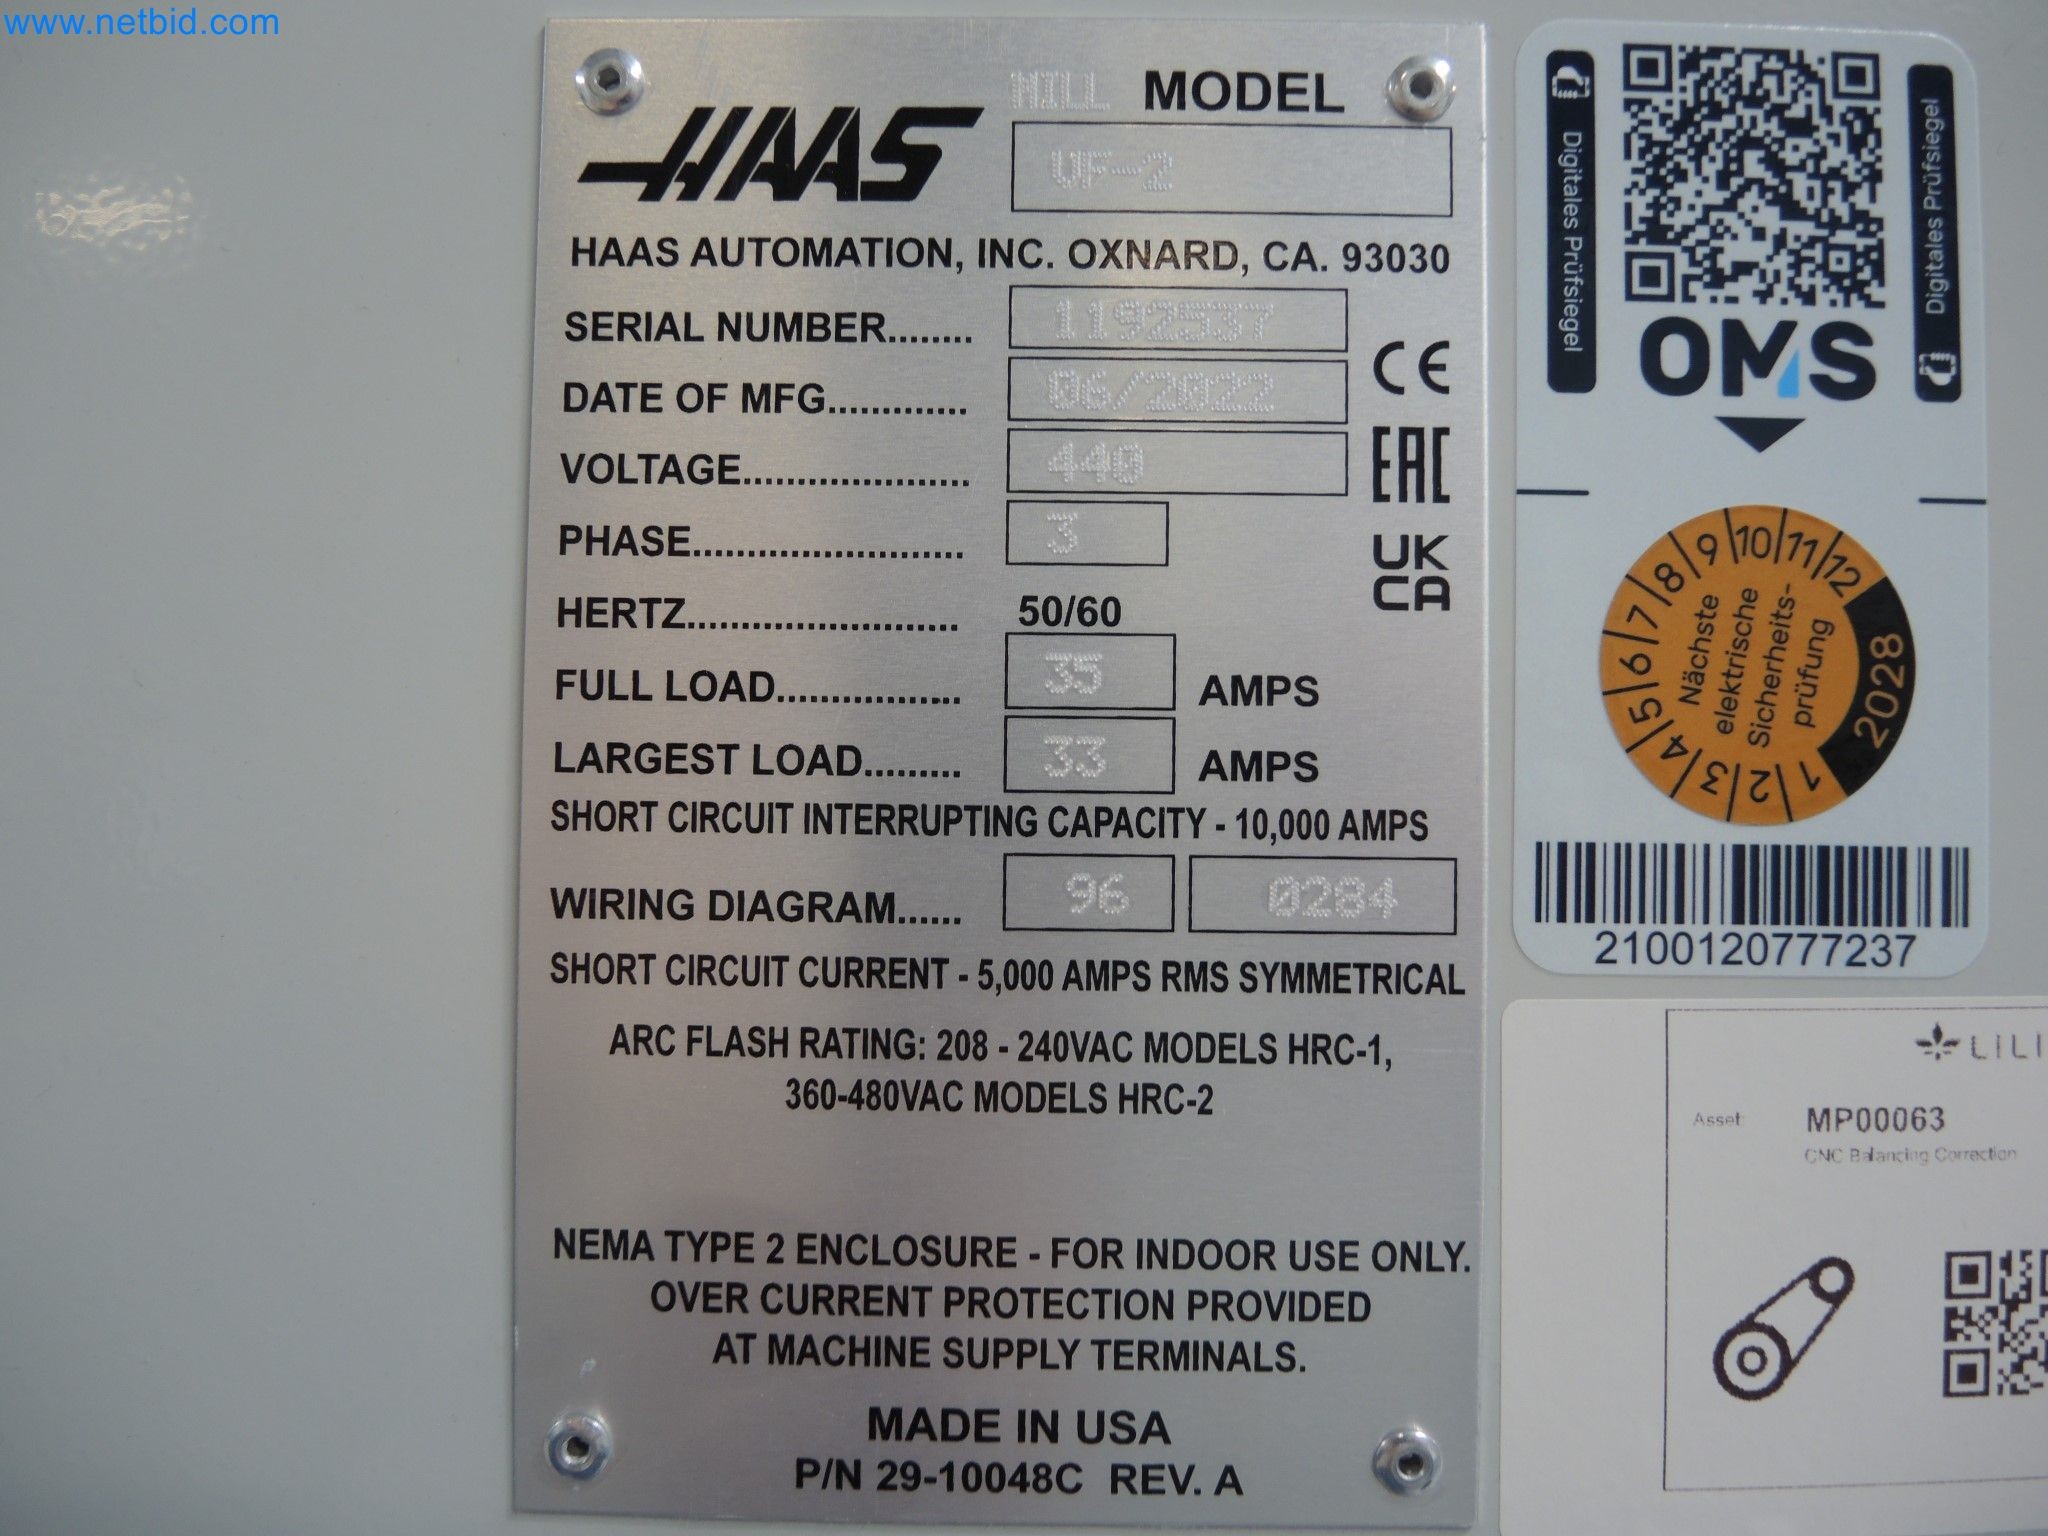 www.netbid.com
HAAS
MILL MODEL
VF-2
HAAS AUTOMATION, INC. OXNARD, CA. 93030
SERIAL NUMBER........ 1192537
DATE OF MFG............. 06/2022
VOLTAGE..................... 440
PHASE......................... 3
HERTZ......................... 50/60
FULL LOAD................. 35 AMPS
LARGEST LOAD......... 33 AMPS
SHORT CIRCUIT INTERRUPTING CAPACITY - 10,000 AMPS
WIRING DIAGRAM...... 96 0284
SHORT CIRCUIT CURRENT - 5,000 AMPS RMS SYMMETRICAL
ARC FLASH RATING: 208 - 240VAC MODELS HRC-1,
360-480VAC MODELS HRC-2
NEMA TYPE 2 ENCLOSURE - FOR INDOOR USE ONLY.
OVER CURRENT PROTECTION PROVIDED
AT MACHINE SUPPLY TERMINALS.
MADE IN USA
P/N 29-10048C REV. A
CE
EAC
UK
CA
Digitales Prüfsiegel
Digitales Prüfsiegel
OMS
1 2 3 4 5 6 7 8 9 10 11 12
Nächste
elektrische
Sicherheits-
prüfung
2028
2100120777237
LILI
Asset: MP00063
CNC Balancing Correction